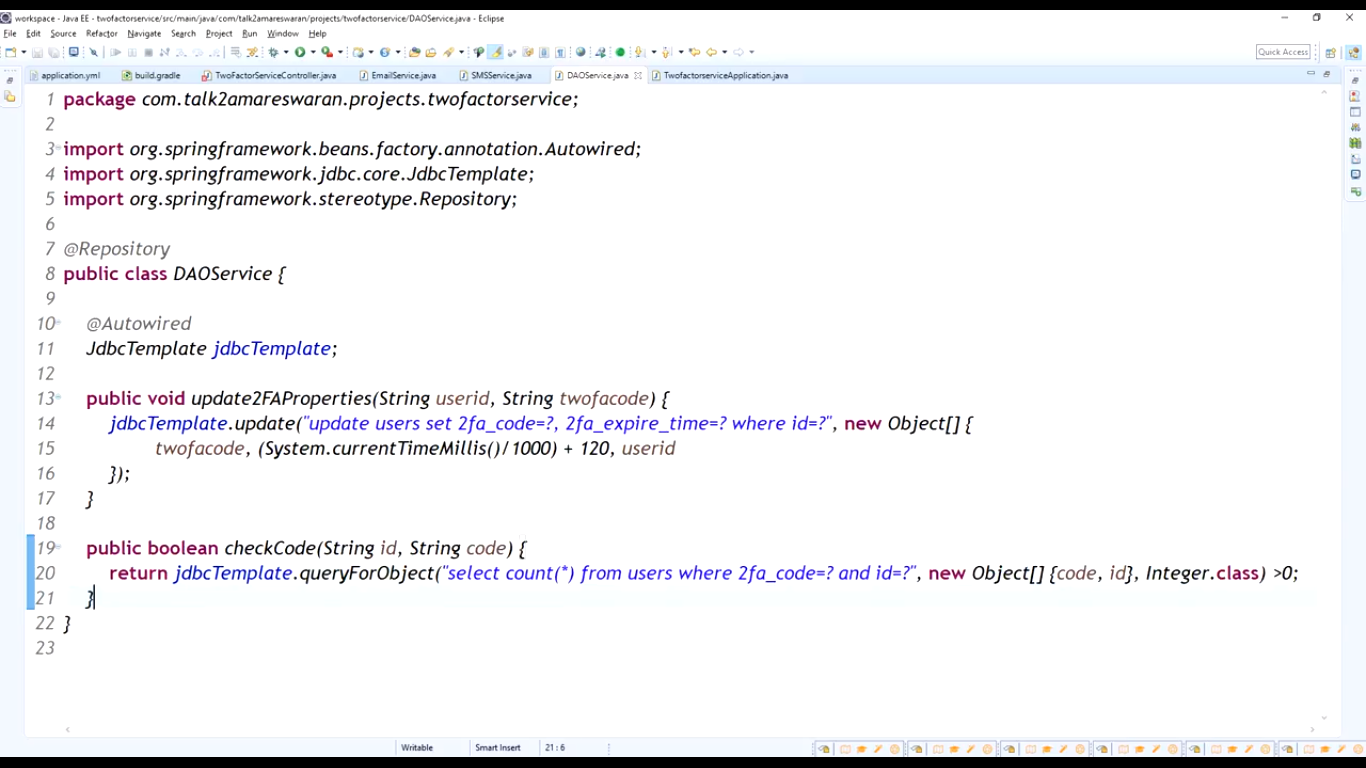 workspace - Java EE - twofactorservice/src/main/java/com/talk2amareswaran/projects/twofactorservice/DAOService.java - Eclipse
File Edit Source Refactor Navigate Search Project Run Window Help
Quick Access
application.yml build.gradle TwoFactorServiceController.java EmailService.java SMSService.java DAOService.java TwofactorserviceApplication.java
1 package com.talk2amareswaran.projects.twofactorservice;
2
3 import org.springframework.beans.factory.annotation.Autowired;
4 import org.springframework.jdbc.core.JdbcTemplate;
5 import org.springframework.stereotype.Repository;
6
7 @Repository
8 public class DAOService {
9
10 @Autowired
11 JdbcTemplate jdbcTemplate;
12
13 public void update2FAProperties(String userid, String twofacode) {
14 jdbcTemplate.update("update users set 2fa_code=?, 2fa_expire_time=? where id=?", new Object[] {
15 twofacode, (System.currentTimeMillis()/1000) + 120, userid
16 });
17 }
18
19 public boolean checkCode(String id, String code) {
20 return jdbcTemplate.queryForObject("select count(*) from users where 2fa_code=? and id=?", new Object[] {code, id}, Integer.class) >0;
21 }
22 }
23
Writable Smart Insert 21 : 6